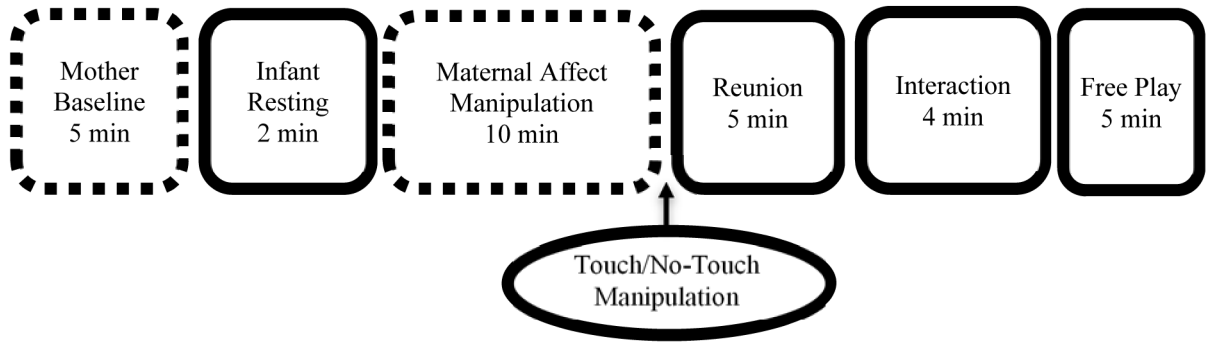 Mother
Baseline
5 min
Infant
Resting
2 min
Maternal Affect
Manipulation
10 min
Reunion
5 min
Interaction
4 min
Free Play
5 min
Touch/No-Touch
Manipulation